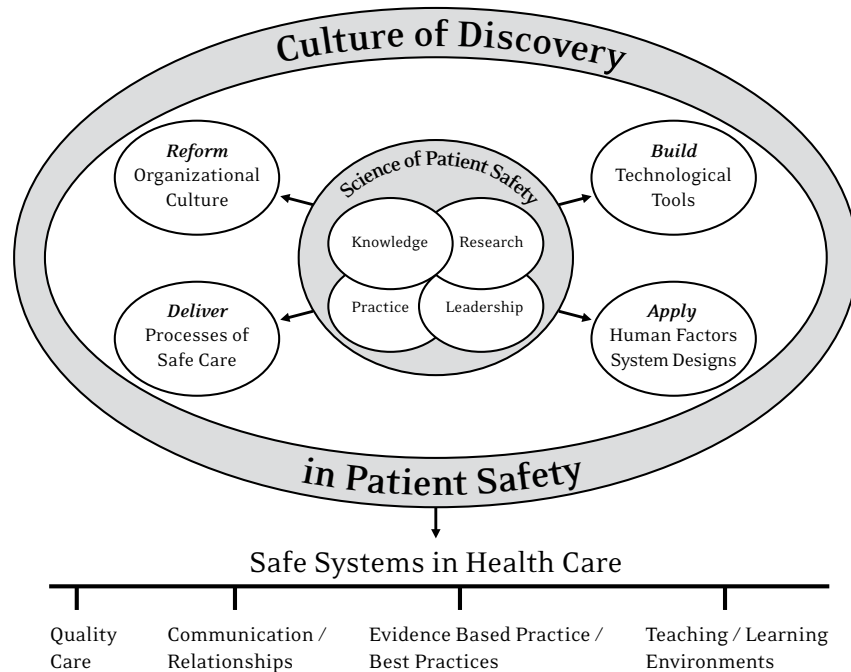 Culture of Discovery
Reform
Organizational
Culture
Science of Patient Safety
Build
Technological
Tools
Knowledge
Research
Deliver
Processes of
Safe Care
Practice
Leadership
Apply
Human Factors
System Designs
in Patient Safety
Safe Systems in Health Care
Quality
Care
Communication /
Relationships
Evidence Based Practice /
Best Practices
Teaching / Learning
Environments